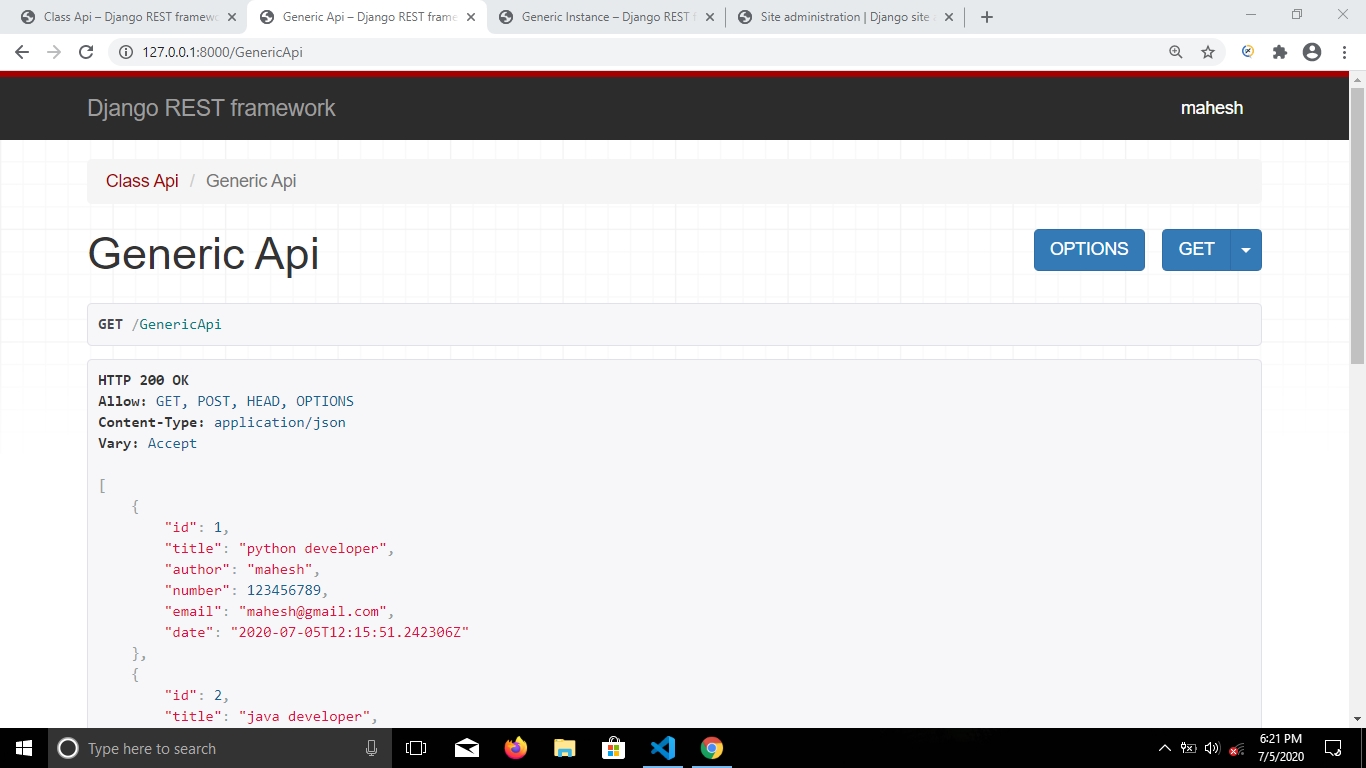 Class Api – Django REST framewo
Generic Api – Django REST frame
Generic Instance – Django REST f
Site administration | Django site a
127.0.0.1:8000/GenericApi
Django REST framework
mahesh
Class Api / Generic Api
Generic Api
OPTIONS
GET
GET /GenericApi
HTTP 200 OK
Allow: GET, POST, HEAD, OPTIONS
Content-Type: application/json
Vary: Accept
[
{
"id": 1,
"title": "python developer",
"author": "mahesh",
"number": 123456789,
"email": "mahesh@gmail.com",
"date": "2020-07-05T12:15:51.242306Z"
},
{
"id": 2,
"title": "java developer",
Type here to search
6:21 PM
7/5/2020